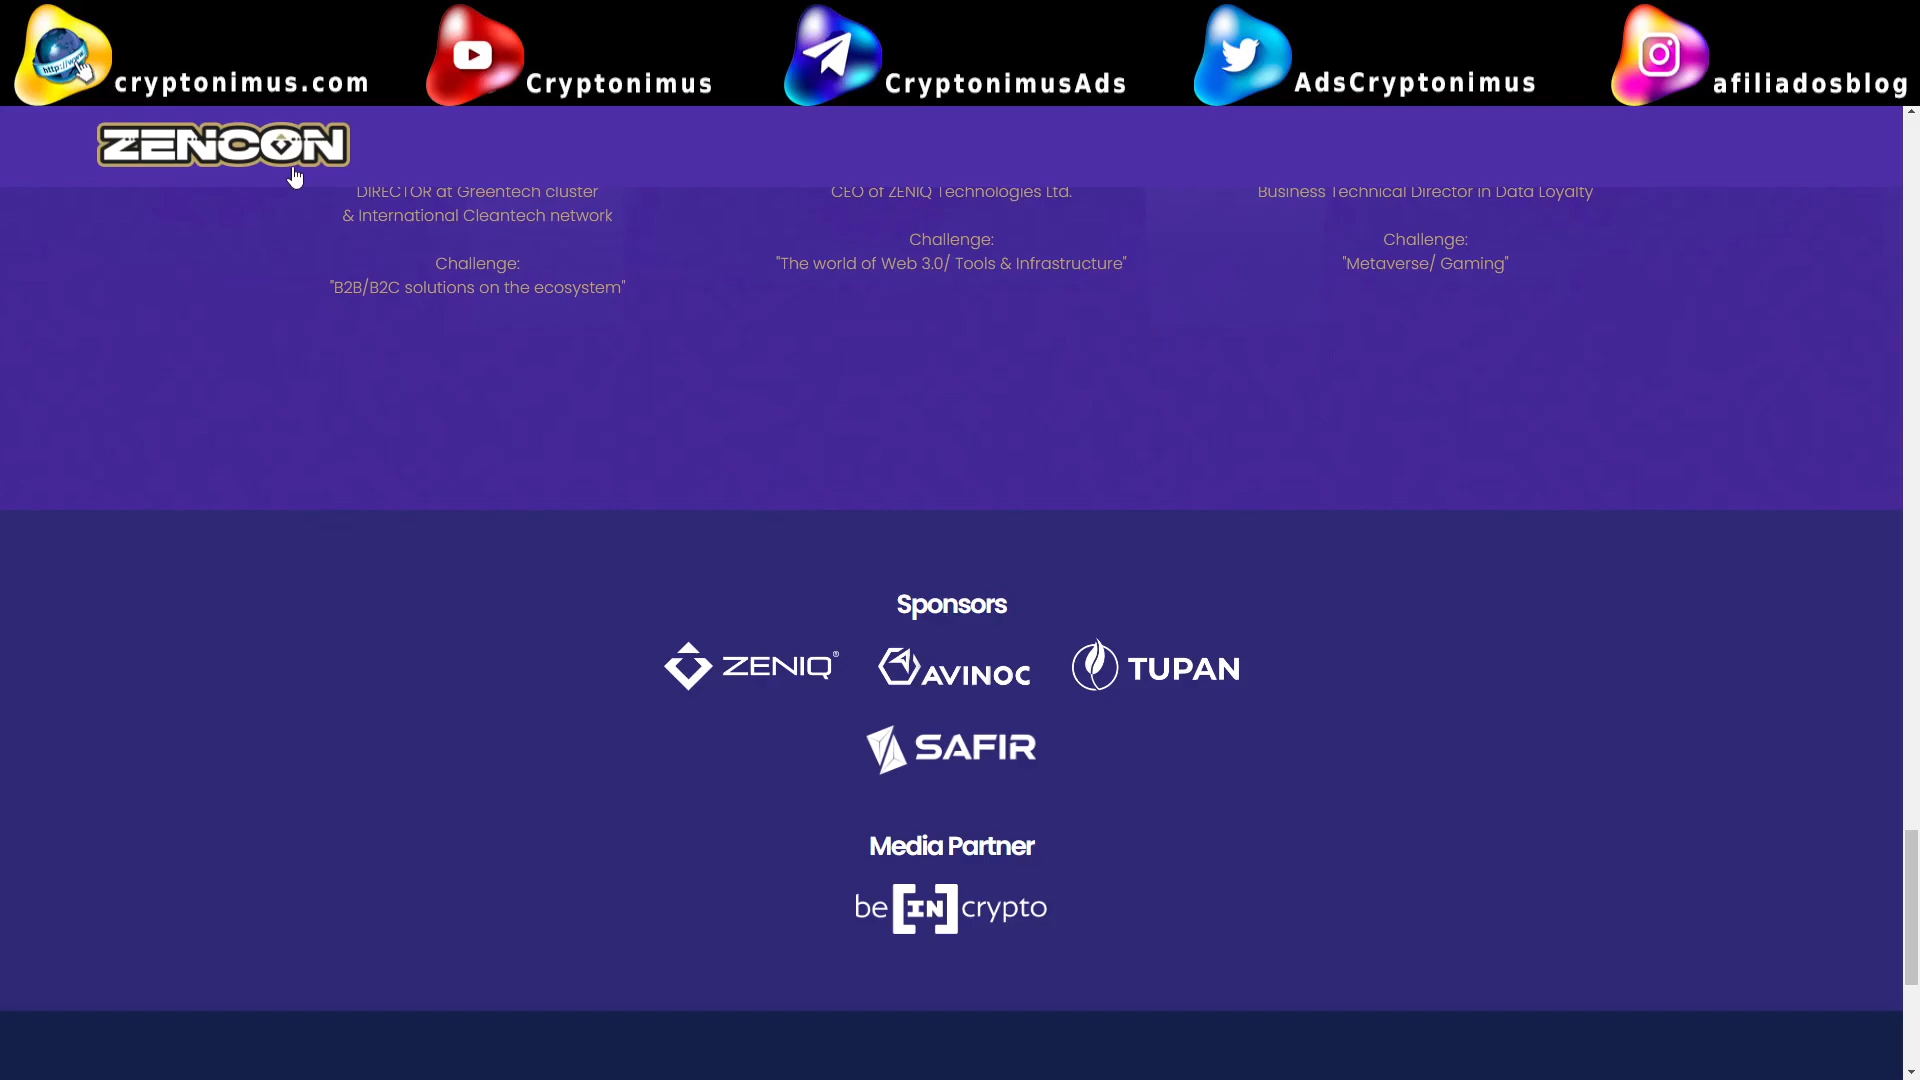 cryptonimus.com
Cryptonimus
CryptonimusAds
AdsCryptonimus
afiliadosblog
ZENCON
DIRECTOR at Greentech cluster
& International Cleantech network
Challenge:
"B2B/B2C solutions on the ecosystem"
CEO of ZENIQ Technologies Ltd.
Challenge:
"The world of Web 3.0/ Tools & Infrastructure"
Business Technical Director in Data Loyalty
Challenge:
"Metaverse/ Gaming"
Sponsors
ZENIQ®
AVINOC
TUPAN
SAFIR
Media Partner
be[IN]crypto